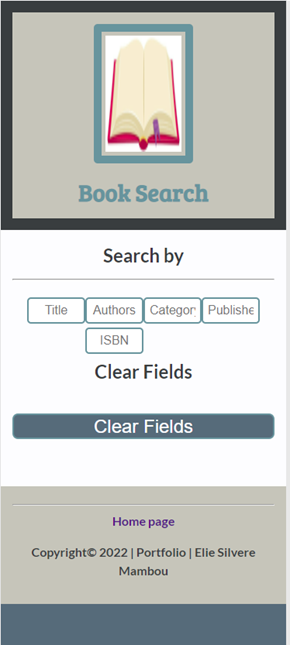 Book Search
Search by
Title Authors Categor Publishe
ISBN
Clear Fields
Clear Fields
Home page
Copyright© 2022 | Portfolio | Elie Silvere
Mambou